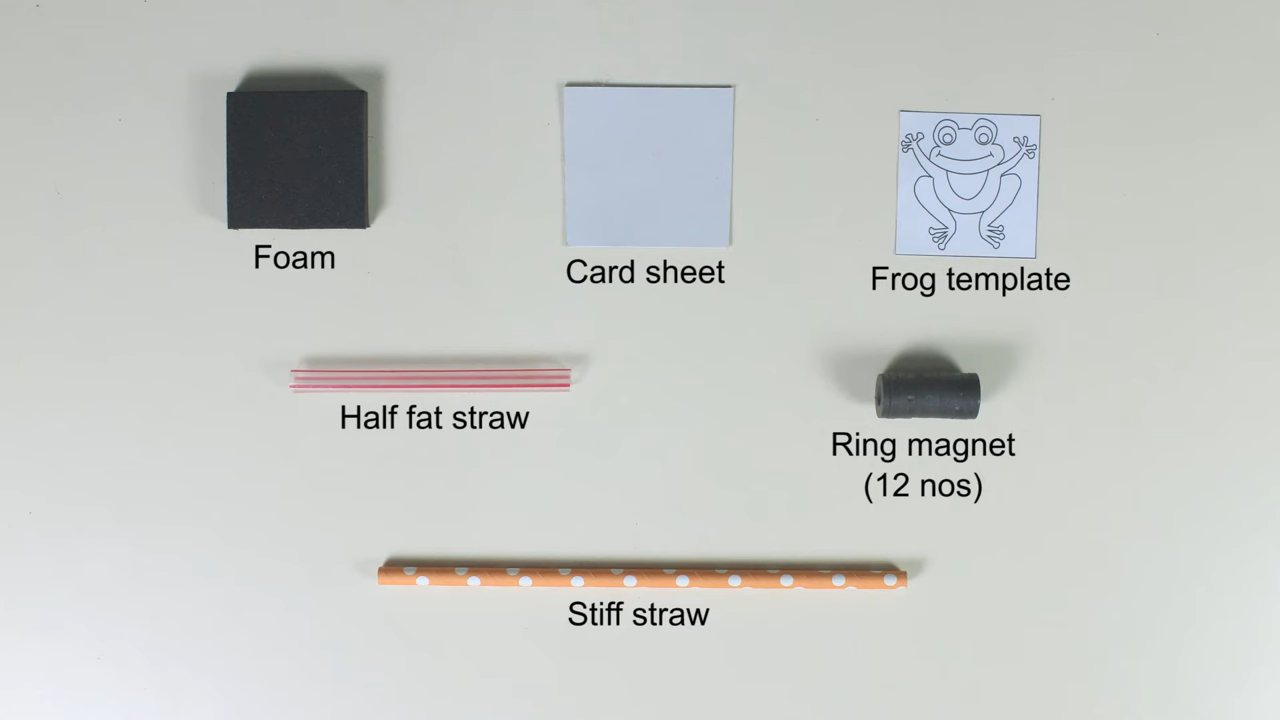 Foam
Card sheet
Frog template
Half fat straw
Ring magnet
(12 nos)
Stiff straw